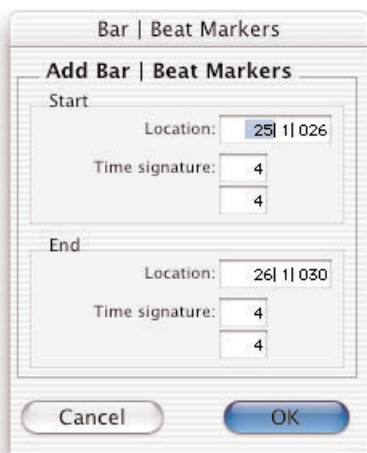 Bar | Beat Markers
Add Bar | Beat Markers
Start
Location: 25| 1| 026
Time signature: 4
4
End
Location: 26| 1| 030
Time signature: 4
4
Cancel OK